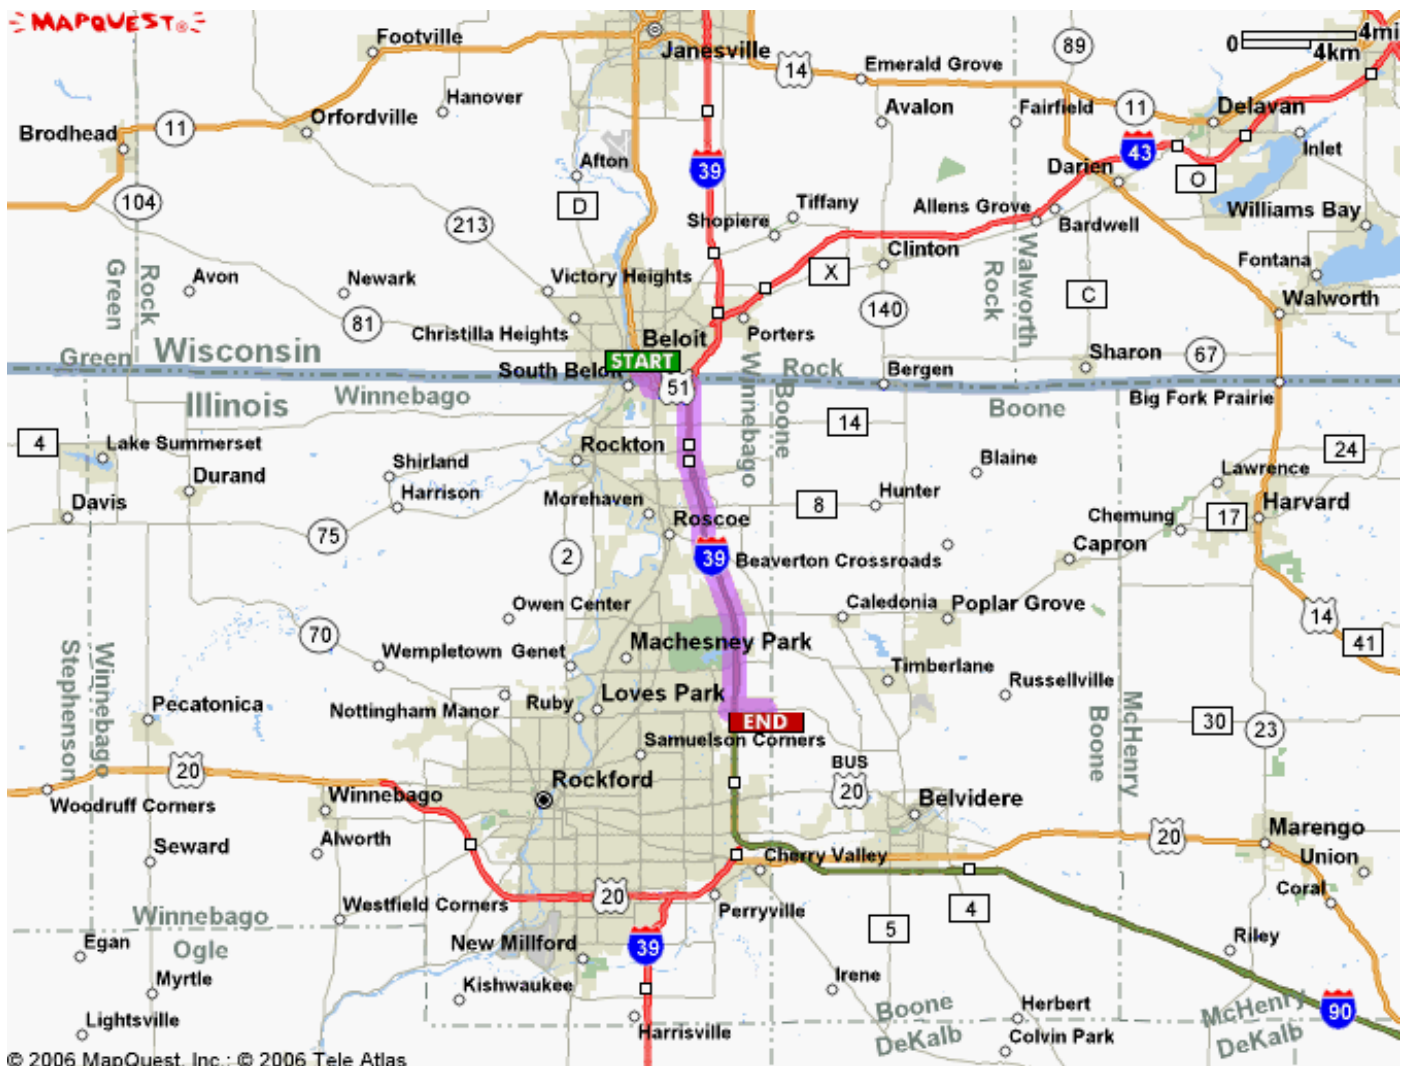 MAPQUEST®
Footville
Janesville
14
Emerald Grove
89
0
4mi
4km
Hanover
Avalon
Fairfield
11
Delavan
Brodhead
11
Orfordville
Afton
39
43
Inlet
Darien
O
104
D
213
Shopiere
Tiffany
Allens Grove
Bardwell
Williams Bay
Green
Rock
Avon
Newark
Victory Heights
X
Clinton
Rock
Walworth
C
Fontana
Walworth
81
Christilla Heights
Beloit
Porters
140
Green
Wisconsin
START
Winnebago
Boone
Rock
Sharon
67
South Beloit
51
Bergen
Illinois
Winnebago
Boone
Big Fork Prairie
4
Lake Summerset
Rockton
14
24
Durand
Shirland
Blaine
Lawrence
Davis
Harrison
Morehaven
8
Hunter
Harvard
17
Chemung
75
Roscoe
2
39
Beaverton Crossroads
Capron
Owen Center
Caledonia
Poplar Grove
14
70
Machesney Park
41
Stephenson
Winnebago
Wempletown
Genet
Timberlane
Russellville
Pecatonica
Nottingham Manor
Ruby
Loves Park
END
Boone
McHenry
30
23
Samuelson Corners
20
BUS
20
Rockford
Belvidere
Woodruff Corners
Winnebago
20
Marengo
Seward
Alworth
Cherry Valley
Union
Coral
Westfield Corners
20
Perryville
4
Winnebago
Ogle
5
Egan
New Millford
39
Riley
Myrtle
Kishwaukee
Irene
Boone
DeKalb
Herbert
McHenry
DeKalb
90
Lightsville
Harrisville
Colvin Park
© 2006 MapQuest, Inc.; © 2006 Tele Atlas